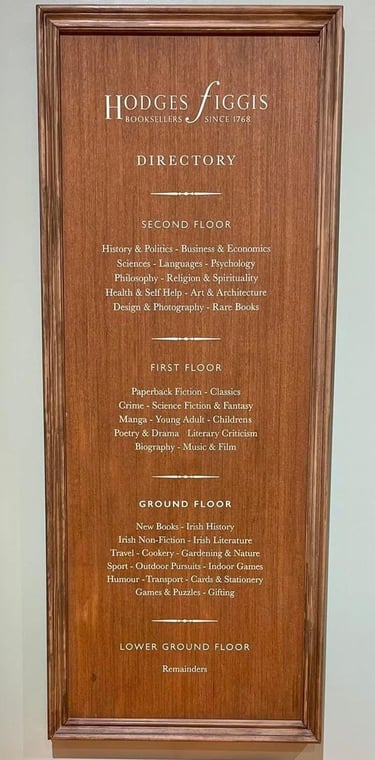 HODGES FIGGIS
BOOKSELLERS SINCE 1768
DIRECTORY
SECOND FLOOR
History & Politics - Business & Economics
Sciences - Languages - Psychology
Philosophy - Religion & Spirituality
Health & Self Help - Art & Architecture
Design & Photography - Rare Books
FIRST FLOOR
Paperback Fiction - Classics
Crime - Science Fiction & Fantasy
Manga - Young Adult - Childrens
Poetry & Drama Literary Criticism
Biography - Music & Film
GROUND FLOOR
New Books - Irish History
Irish Non-Fiction - Irish Literature
Travel - Cookery - Gardening & Nature
Sport - Outdoor Pursuits - Indoor Games
Humour - Transport - Cards & Stationery
Games & Puzzles - Gifting
LOWER GROUND FLOOR
Remainders